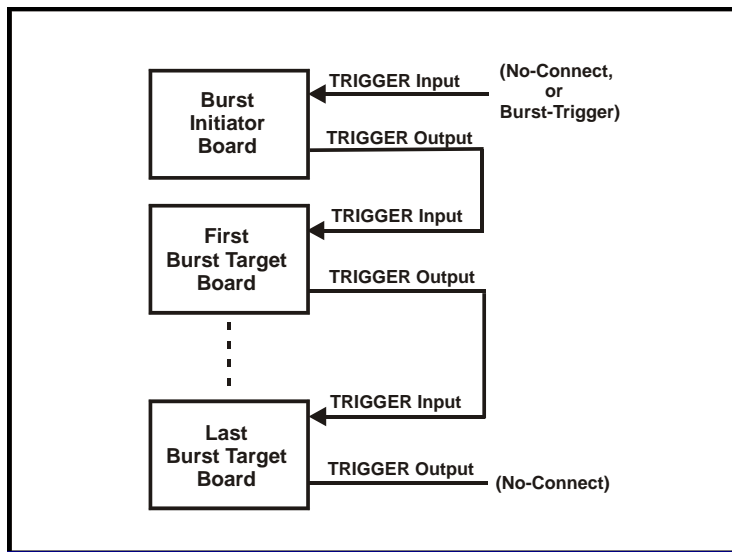 TRIGGER Input
(No-Connect,
or
Burst-Trigger)
Burst
Initiator
Board
TRIGGER Output
TRIGGER Input
First
Burst Target
Board
TRIGGER Output
TRIGGER Input
Last
Burst Target
Board
TRIGGER Output
(No-Connect)